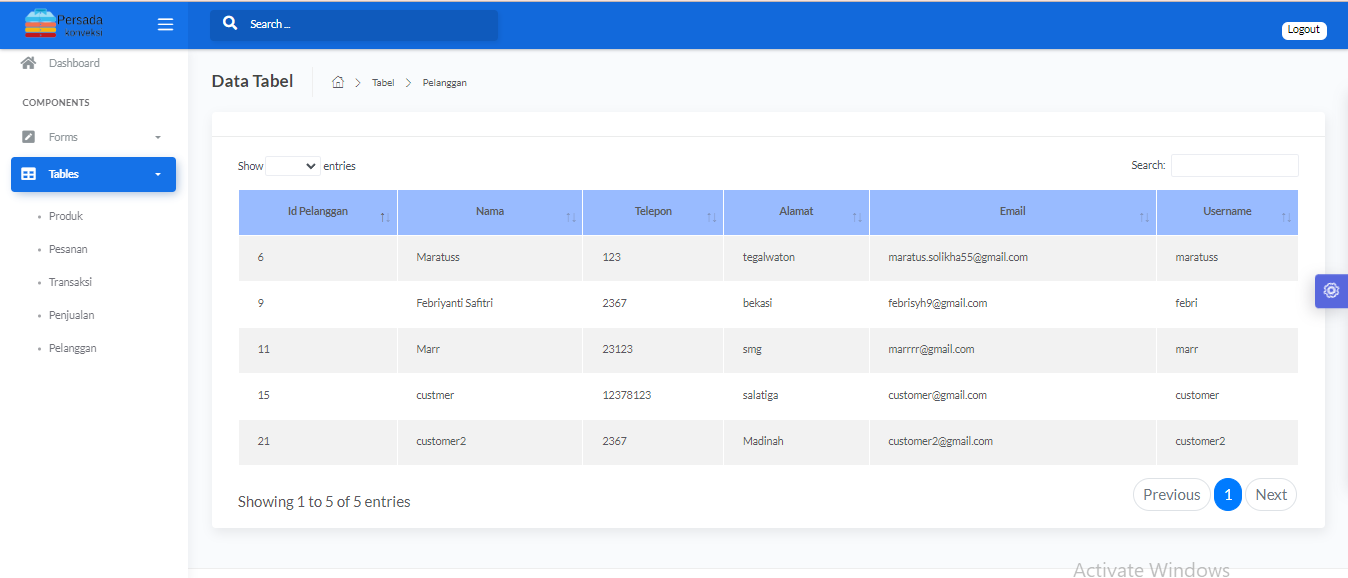 Persada
konveksi
Search ...
Logout
Dashboard
COMPONENTS
Forms
Tables
Produk
Pesanan
Transaksi
Penjualan
Pelanggan
Data Tabel
Tabel
Pelanggan
Show entries
Search:
Id Pelanggan Nama Telepon Alamat Email Username
6 Maratuss 123 tegalwaton maratus.solikha55@gmail.com maratuss
9 Febriyanti Safitri 2367 bekasi febrisyh9@gmail.com febri
11 Marr 23123 smg marrrr@gmail.com marr
15 custmer 12378123 salatiga customer@gmail.com customer
21 customer2 2367 Madinah customer2@gmail.com customer2
Showing 1 to 5 of 5 entries
Previous 1 Next
Activate Windows